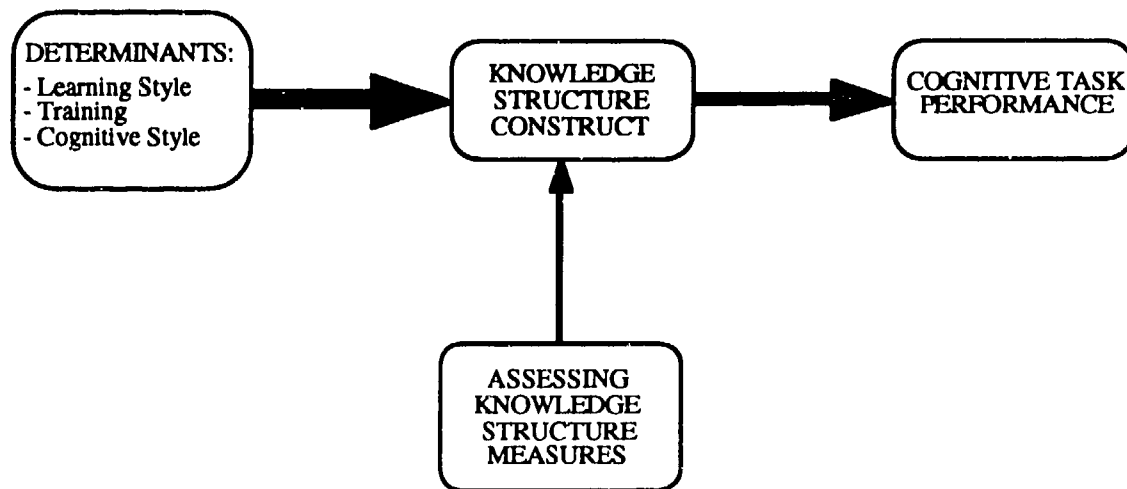 DETERMINANTS:
- Learning Style
- Training
- Cognitive Style
KNOWLEDGE
STRUCTURE
CONSTRUCT
COGNITIVE TASK
PERFORMANCE
ASSESSING
KNOWLEDGE
STRUCTURE
MEASURES